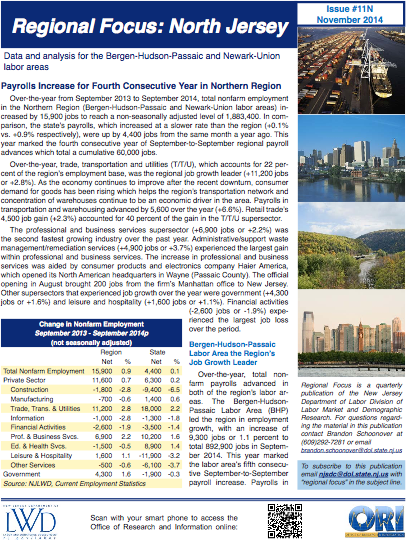 Regional Focus: North Jersey
Issue #11N
November 2014
Data and analysis for the Bergen-Hudson-Passaic and Newark-Union
labor areas
Payrolls Increase for Fourth Consecutive Year in Northern Region
Over-the-year from September 2013 to September 2014, total nonfarm employment
in the Northern Region (Bergen-Hudson-Passaic and Newark-Union labor areas) in-
creased by 15,900 jobs to reach a non-seasonally adjusted level of 1,883,400. In com-
parison, the state's payrolls, which increased at a slower rate than the region (+0.1%
vs. +0.9% respectively), were up by 4,400 jobs from the same month a year ago. This
year marked the fourth consecutive year of September-to-September regional payroll
advances which total a cumulative 60,000 jobs.
Over-the-year, trade, transportation and utilities (T/T/U), which accounts for 22 per-
cent of the region's employment base, was the regional job growth leader (+11,200 jobs
or +2.8%). As the economy continues to improve after the recent downturn, consumer
demand for goods has been rising which helps the region's transportation network and
concentration of warehouses continue to be an economic driver in the area. Payrolls in
transportation and warehousing advanced by 5,600 over the year (+6.6%). Retail trade's
4,500 job gain (+2.3%) accounted for 40 percent of the gain in the T/T/U supersector.
The professional and business services supersector (+6,900 jobs or +2.2%) was
the second fastest growing industry over the past year. Administrative/support waste
management/remediation services (+4,900 jobs or +3.7%) experienced the largest gain
within professional and business services. The increase in professional and business
services was aided by consumer products and electronics company Haier America,
which opened its North American headquarters in Wayne (Passaic County). The official
opening in August brought 200 jobs from the firm's Manhattan office to New Jersey.
Other supersectors that experienced job growth over the year were government (+4,300
jobs or +1.6%) and leisure and hospitality (+1,600 jobs or +1.1%). Financial activities
(-2,600 jobs or -1.9%) expe-
rienced the largest job loss
over the period.
Bergen-Hudson-Passaic
Labor Area the Region's
Job Growth Leader
Over-the-year, total non-
farm payrolls advanced in
both of the region's labor ar-
eas. The Bergen-Hudson-
Passaic Labor Area (BHP)
led the region in employment
growth, with an increase of
9,300 jobs or 1.1 percent to
total 892,900 jobs in Septem-
ber 2014. This year marked
the labor area's fifth consecu-
tive September-to-September
payroll increase. Payrolls in
Change in Nonfarm Employment
September 2013 - September 2014p
(not seasonally adjusted)
Region State
Net % Net %
Total Nonfarm Employment 15,900 0.9 4,400 0.1
Private Sector 11,600 0.7 6,300 0.2
Construction -1,800 -2.8 -9,400 -6.5
Manufacturing -700 -0.6 1,400 0.6
Trade, Trans. & Utilities 11,200 2.8 18,000 2.2
Information -1,000 -2.8 -1,300 -1.8
Financial Activities -2,600 -1.9 -3,500 -1.4
Prof. & Business Svcs. 6,900 2.2 10,200 1.6
Ed. & Health Svcs. -1,500 -0.5 8,900 1.4
Leisure & Hospitality 1,600 1.1 -11,900 -3.2
Other Services -500 -0.6 -6,100 -3.7
Government 4,300 1.6 -1,900 -0.3
Source: NJLWD, Current Employment Statistics
Regional Focus is a quarterly
publication of the New Jersey
Department of Labor Division of
Labor Market and Demographic
Research. For questions regard-
ing the material in this publication
contact Brandon Schoonover at
(609)292-7281 or
brandon.schoonover@dol.state.nj.us
To subscribe to this publication
email njsdc@dol.state.nj.us with
"regional focus" in the subject line.
LWD
Scan with your smart phone to access the
Office of Research and Information online:
ORI